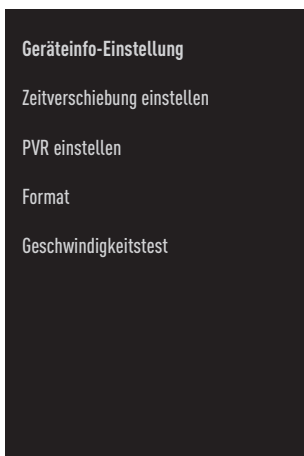 Geräteinfo-Einstellung
Zeitverschiebung einstellen
PVR einstellen
Format
Geschwindigkeitstest